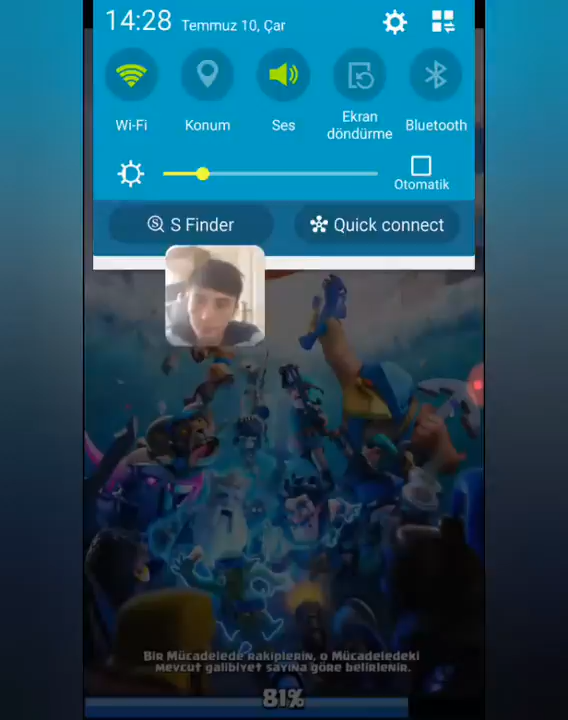 14:28 Temmuz 10, Çar
Wi-Fi
Konum
Ses
Ekran
döndürme
Bluetooth
Otomatik
S Finder
Quick connect
Bir Mücadelede rakiplerin, o Mücadeledeki
mevcut galibiyet sayına göre belirlenir.
81%